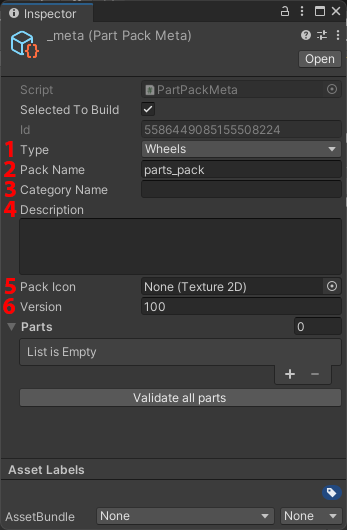 Inspector
_meta (Part Pack Meta)
Open
Script PartPackMeta
Selected To Build
Id 5586449085155508224
1 Type Wheels
2 Pack Name parts_pack
3 Category Name
4 Description
5 Pack Icon None (Texture 2D)
6 Version 100
Parts 0
List is Empty
+ −
Validate all parts
Asset Labels
AssetBundle None None